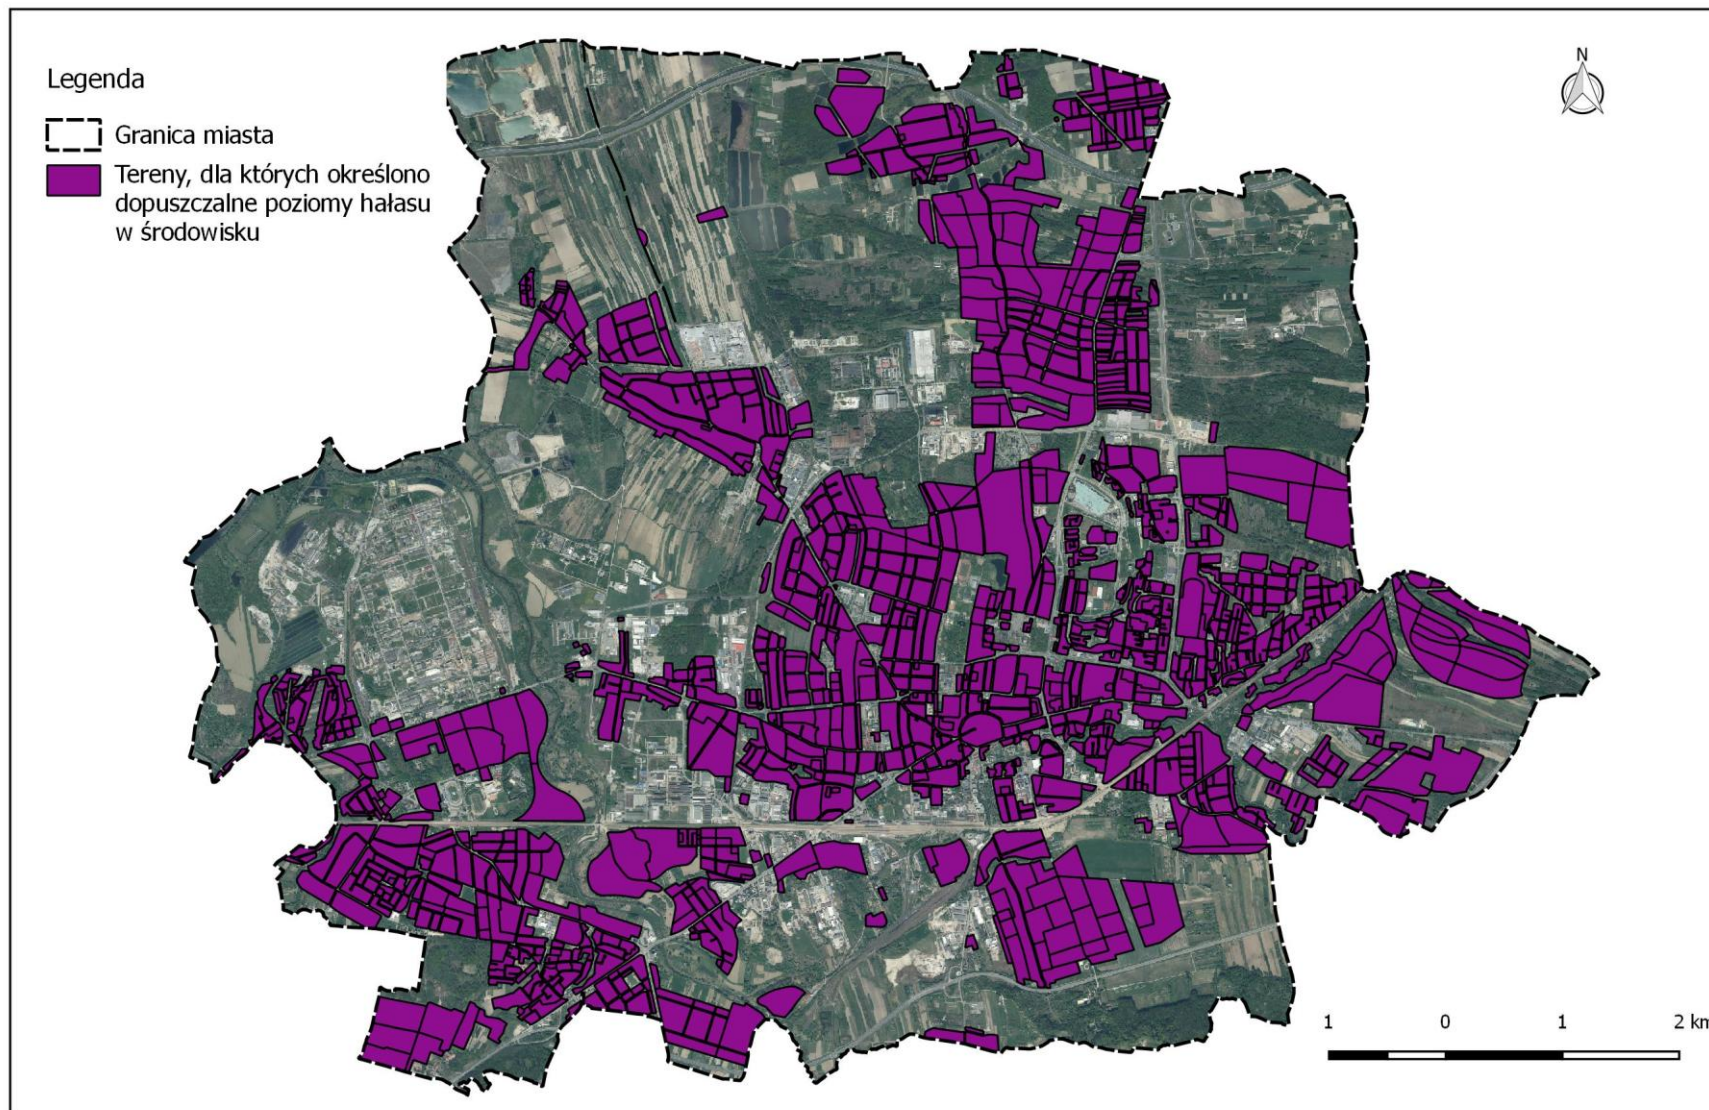 Legenda
Granica miasta
Tereny, dla których określono
dopuszczalne poziomy hałasu
w środowisku
N
1 0 1 2 km